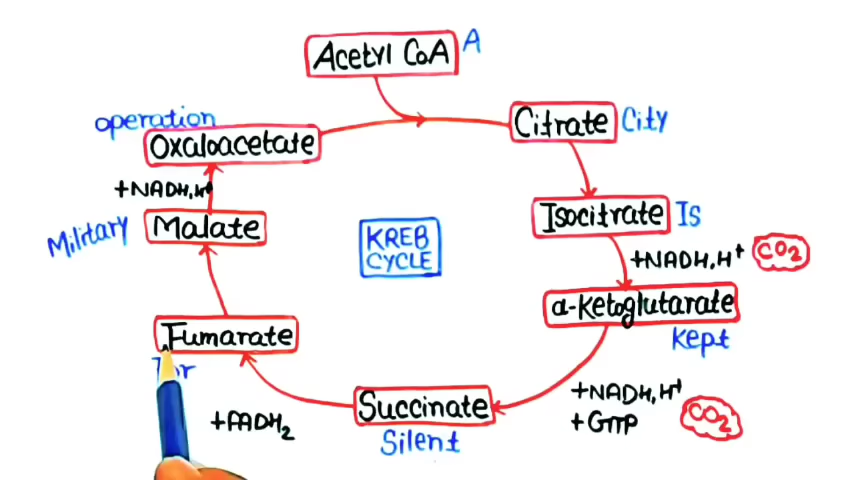 Acetyl CoA A
operation
Oxaloacetate
Citrate City
+NADH,H+
Isocitrate Is
Military Malate
KREB
CYCLE
+NADH,H+ CO2
α-Ketoglutarate
Kept
Fumarate
+NADH,H+
+GTP CO2
Succinate
+FADH2
Silent